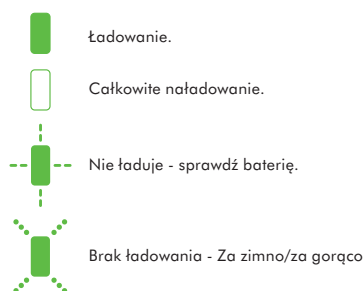 Ładowanie.
Całkowite naładowanie.
Nie ładuje - sprawdź baterię.
Brak ładowania - Za zimno/za gorąco